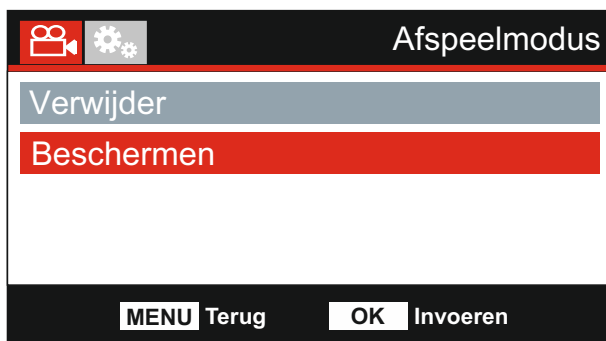 Afspeelmodus
Verwijder
Beschermen
MENU Terug OK Invoeren